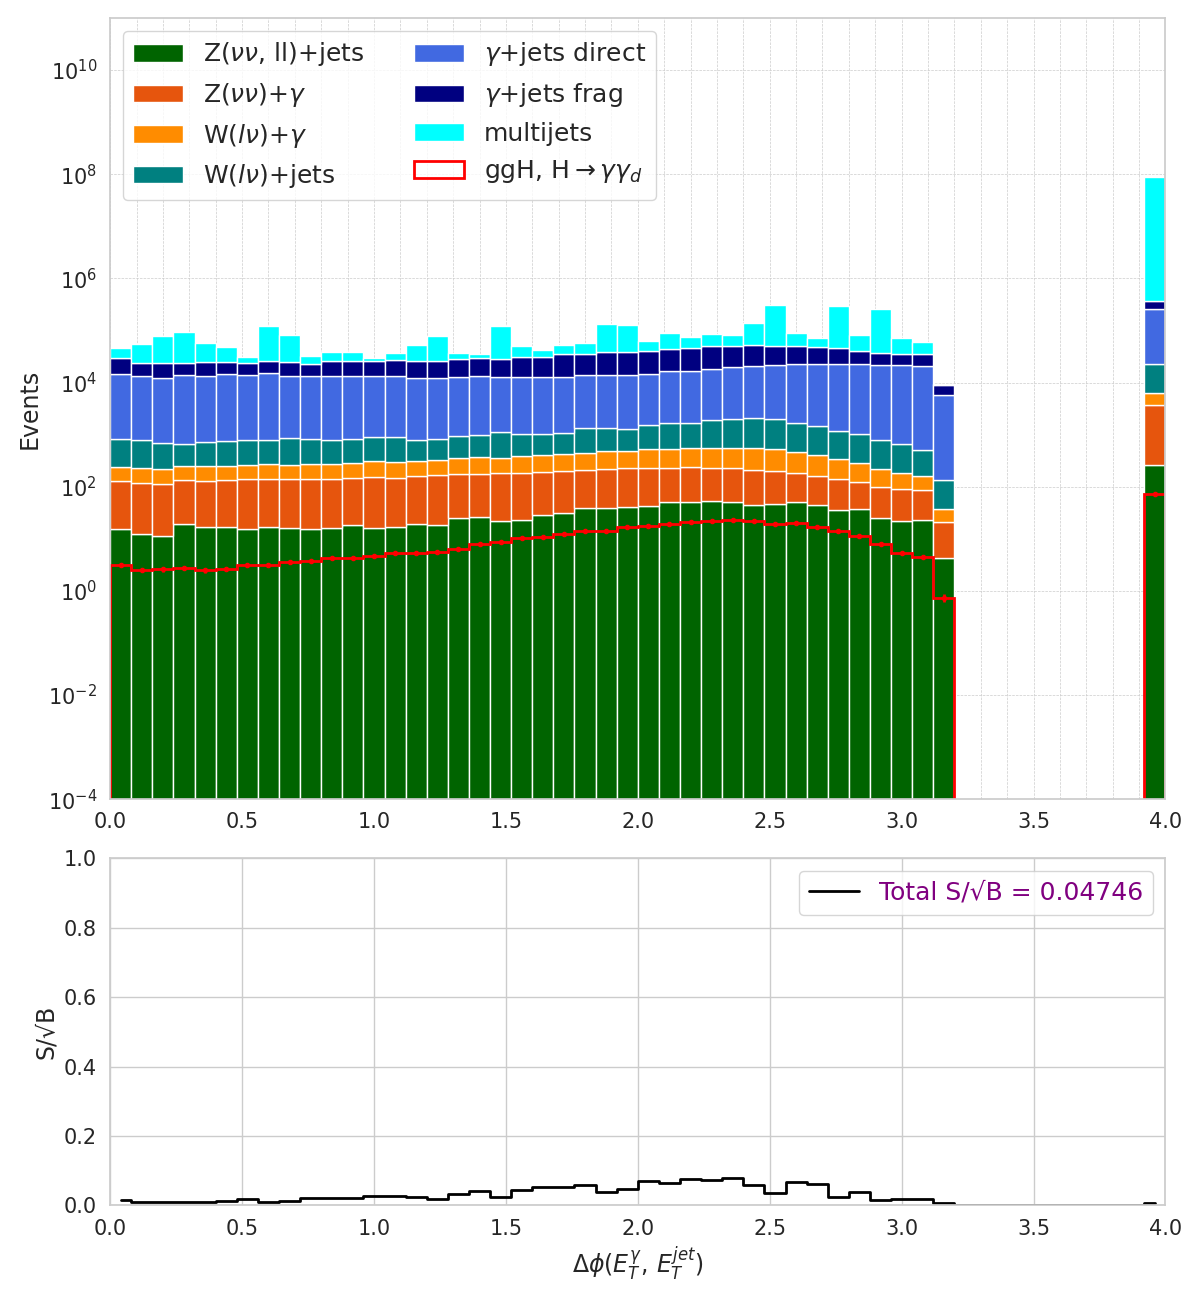 Z(νν, ll)+jets
Z(νν)+γ
W(lν)+γ
W(lν)+jets
γ+jets direct
γ+jets frag
multijets
ggH, H→γγ_d
Events
10^10
10^8
10^6
10^4
10^2
10^0
10^−2
10^−4
0.0 0.5 1.0 1.5 2.0 2.5 3.0 3.5 4.0
Total S/√B = 0.04746
S/√B
1.0
0.8
0.6
0.4
0.2
0.0
0.0 0.5 1.0 1.5 2.0 2.5 3.0 3.5 4.0
Δϕ(E_T^γ, E_T^jet)